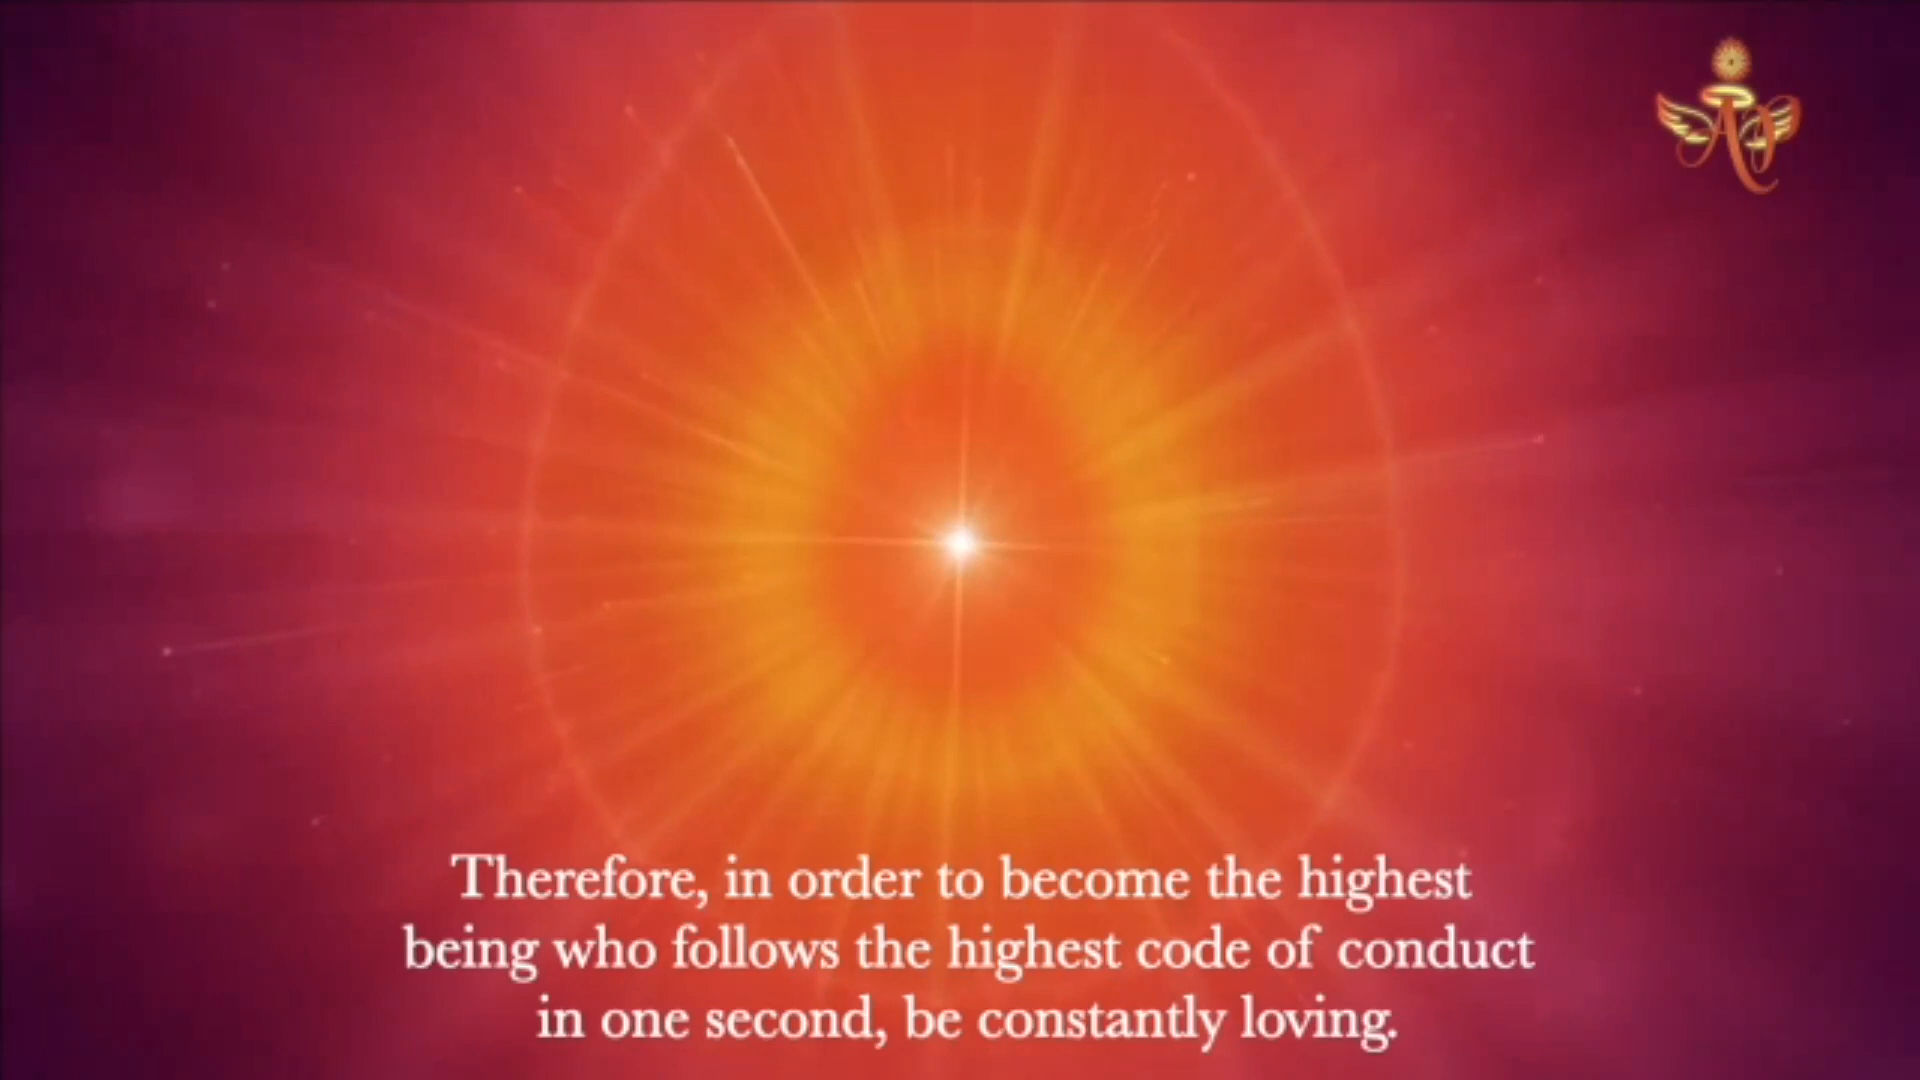 Therefore, in order to become the highest
being who follows the highest code of conduct
in one second, be constantly loving.